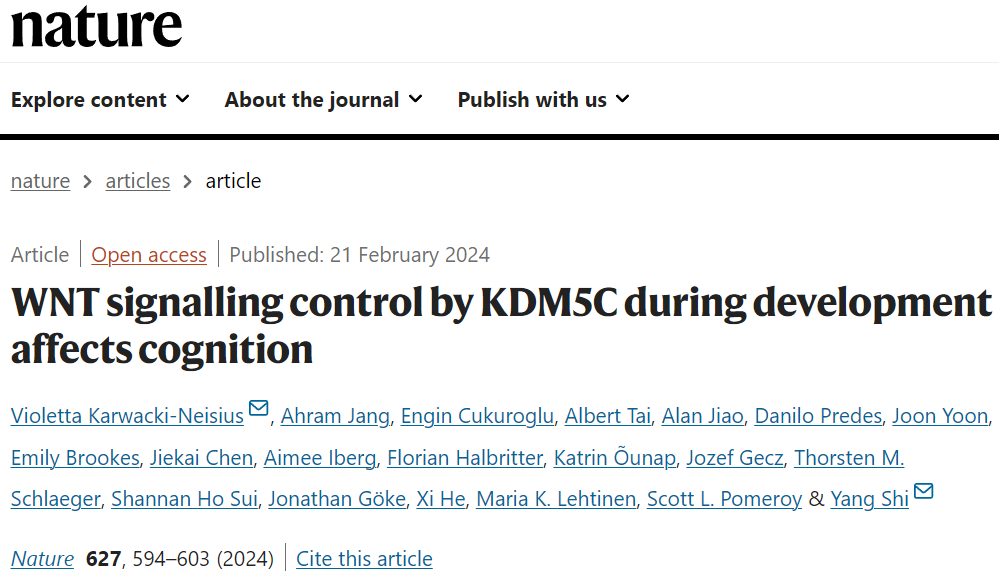 nature
Explore content About the journal Publish with us
nature > articles > article
Article | Open access | Published: 21 February 2024
WNT signalling control by KDM5C during development
affects cognition
Violetta Karwacki-Neisius, Ahram Jang, Engin Cukuroglu, Albert Tai, Alan Jiao, Danilo Predes, Joon Yoon,
Emily Brookes, Jiekai Chen, Aimee Iberg, Florian Halbritter, Katrin Õunap, Jozef Gecz, Thorsten M.
Schlaeger, Shannan Ho Sui, Jonathan Göke, Xi He, Maria K. Lehtinen, Scott L. Pomeroy & Yang Shi
Nature 627, 594–603 (2024) | Cite this article